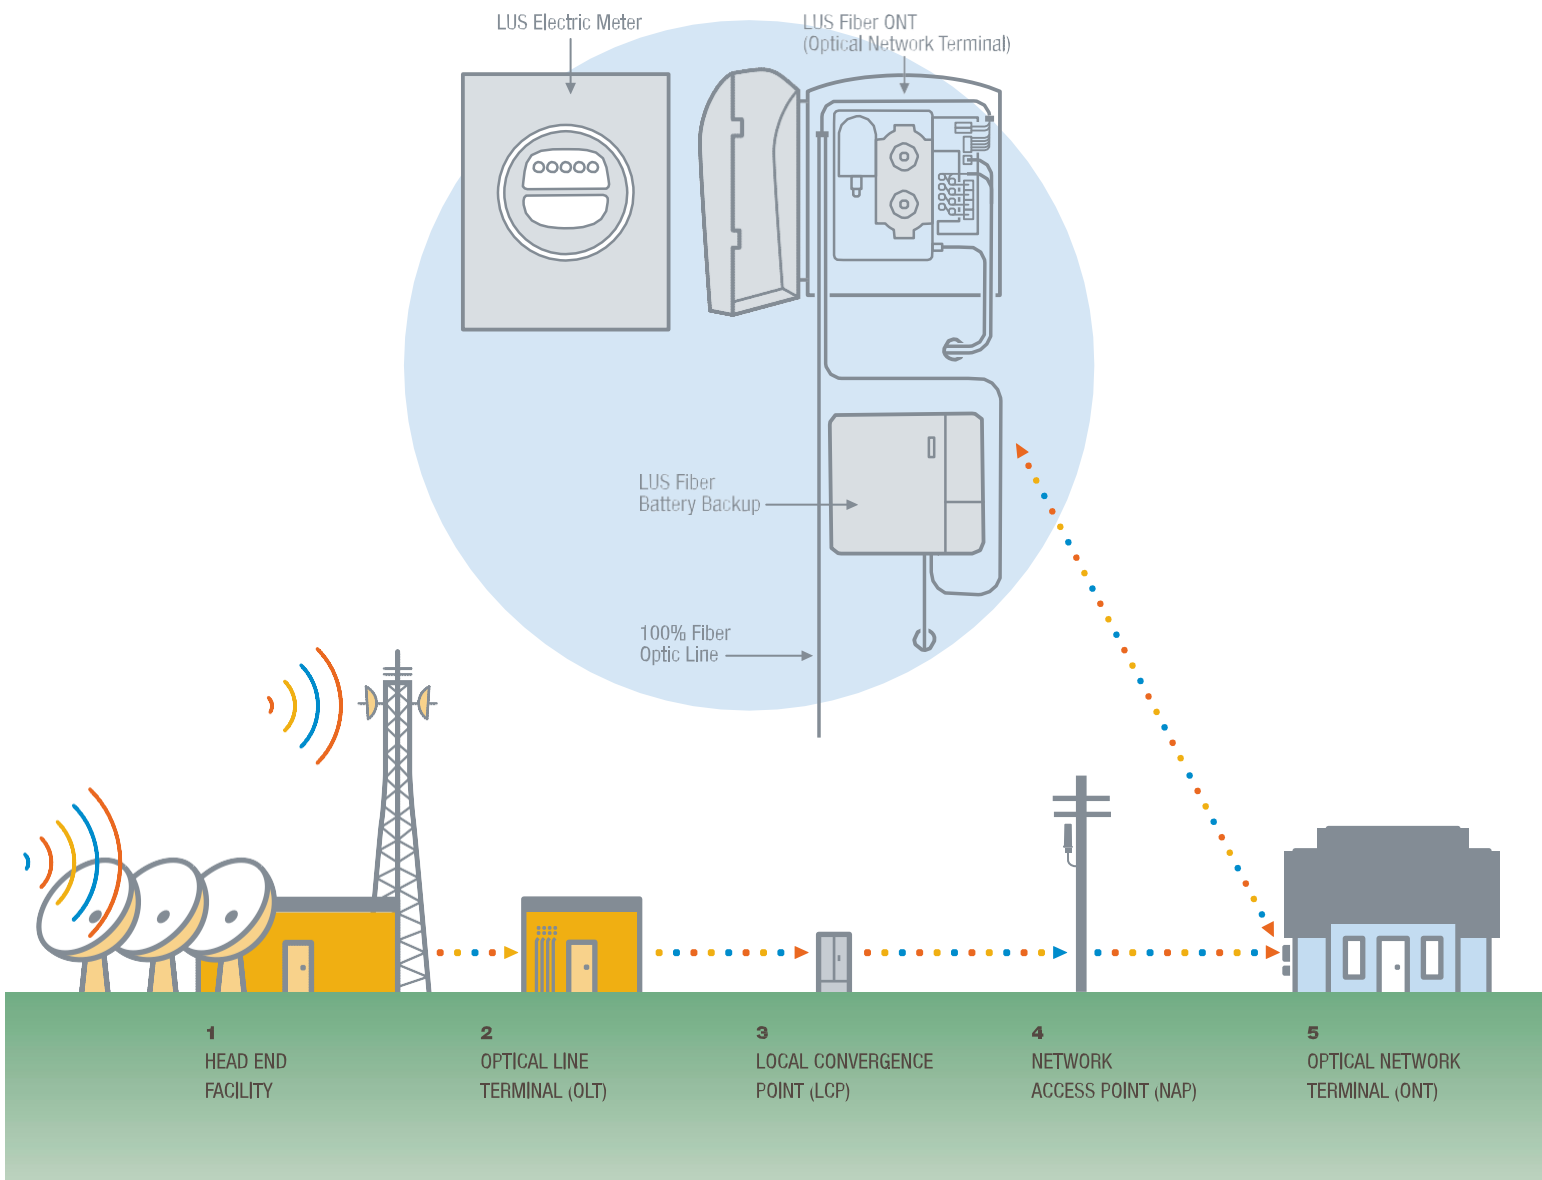 LUS Electric Meter
LUS Fiber ONT
(Optical Network Terminal)
LUS Fiber
Battery Backup
100% Fiber
Optic Line
1
HEAD END
FACILITY
2
OPTICAL LINE
TERMINAL (OLT)
3
LOCAL CONVERGENCE
POINT (LCP)
4
NETWORK
ACCESS POINT (NAP)
5
OPTICAL NETWORK
TERMINAL (ONT)